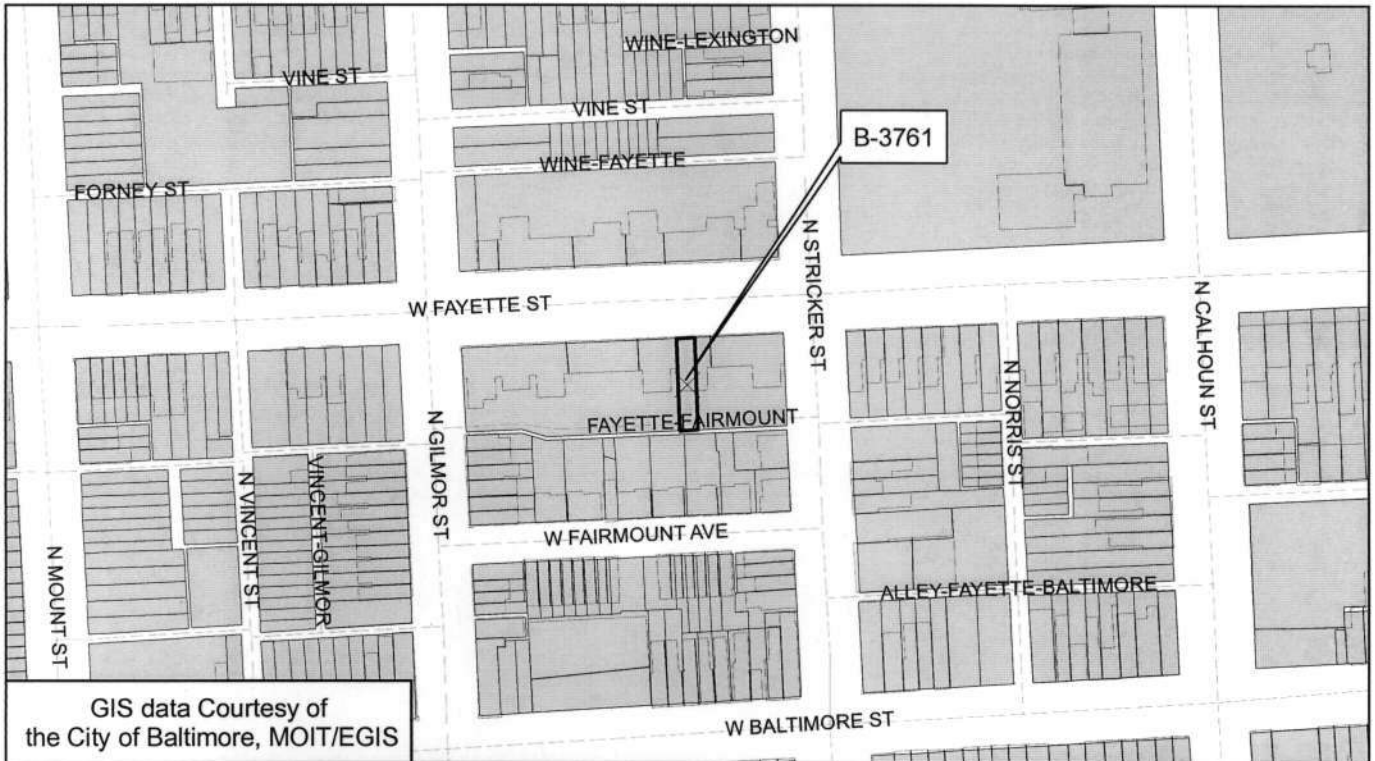 WINE-LEXINGTON
VINE ST
VINE ST
B-3761
WINE-FAYETTE
FORNEY ST
N STRICKER ST
W FAYETTE ST
N CALHOUN ST
N NORRIS ST
FAYETTE-FAIRMOUNT
N GILMOR ST
VINCENT-GILMOR
N VINCENT ST
W FAIRMOUNT AVE
N MOUNT ST
ALLEY-FAYETTE-BALTIMORE
W BALTIMORE ST
GIS data Courtesy of
the City of Baltimore, MOIT/EGIS